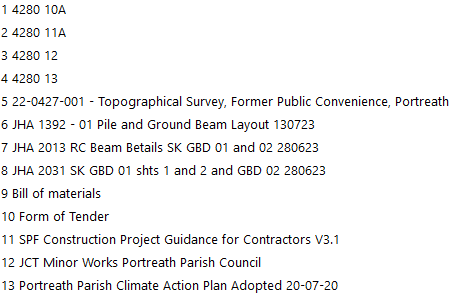 1 4280 10A
2 4280 11A
3 4280 12
4 4280 13
5 22-0427-001 - Topographical Survey, Former Public Convenience, Portreath
6 JHA 1392 - 01 Pile and Ground Beam Layout 130723
7 JHA 2013 RC Beam Betails SK GBD 01 and 02 280623
8 JHA 2031 SK GBD 01 shts 1 and 2 and GBD 02 280623
9 Bill of materials
10 Form of Tender
11 SPF Construction Project Guidance for Contractors V3.1
12 JCT Minor Works Portreath Parish Council
13 Portreath Parish Climate Action Plan Adopted 20-07-20